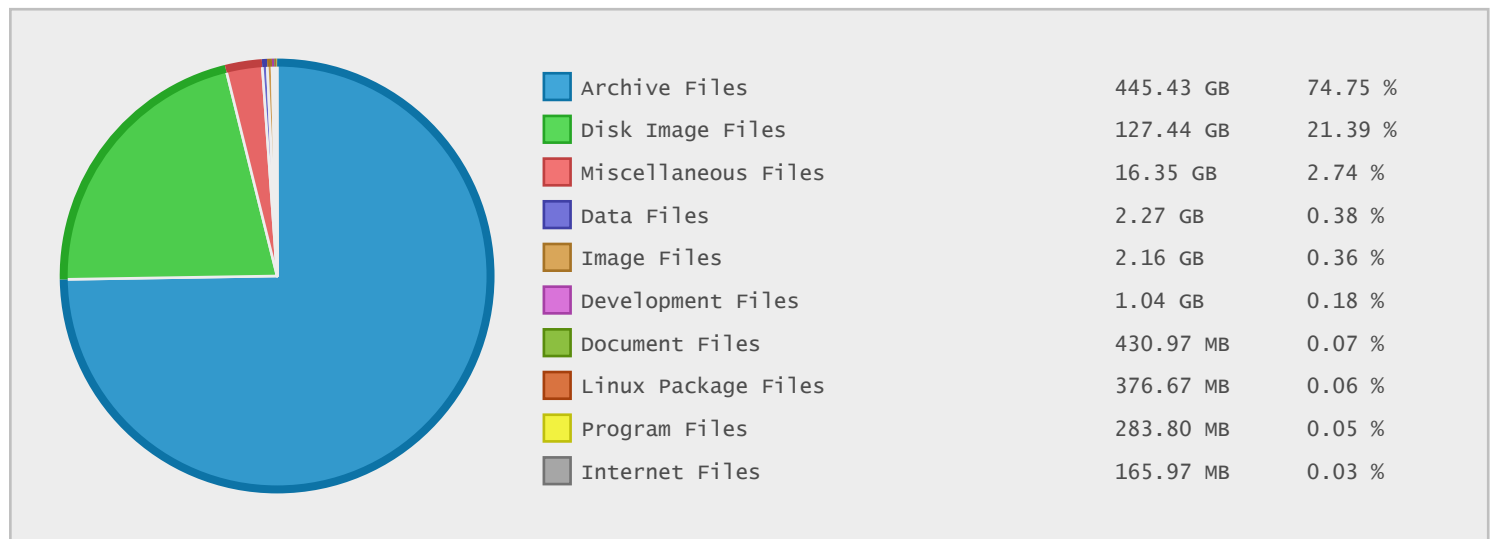 Archive Files 445.43 GB 74.75 %
Disk Image Files 127.44 GB 21.39 %
Miscellaneous Files 16.35 GB 2.74 %
Data Files 2.27 GB 0.38 %
Image Files 2.16 GB 0.36 %
Development Files 1.04 GB 0.18 %
Document Files 430.97 MB 0.07 %
Linux Package Files 376.67 MB 0.06 %
Program Files 283.80 MB 0.05 %
Internet Files 165.97 MB 0.03 %